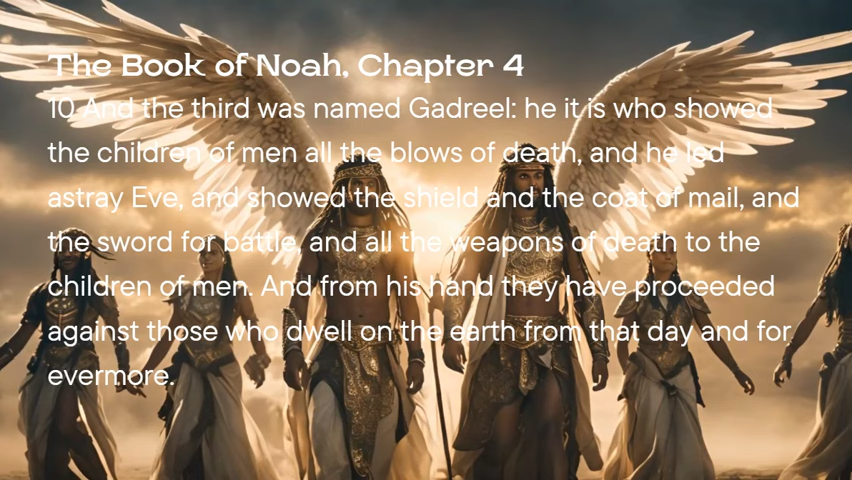 The Book of Noah, Chapter 4
10 And the third was named Gadreel: he it is who showed
the children of men all the blows of death, and he led
astray Eve, and showed the shield and the coat of mail, and
the sword for battle, and all the weapons of death to the
children of men. And from his hand they have proceeded
against those who dwell on the earth from that day and for
evermore.